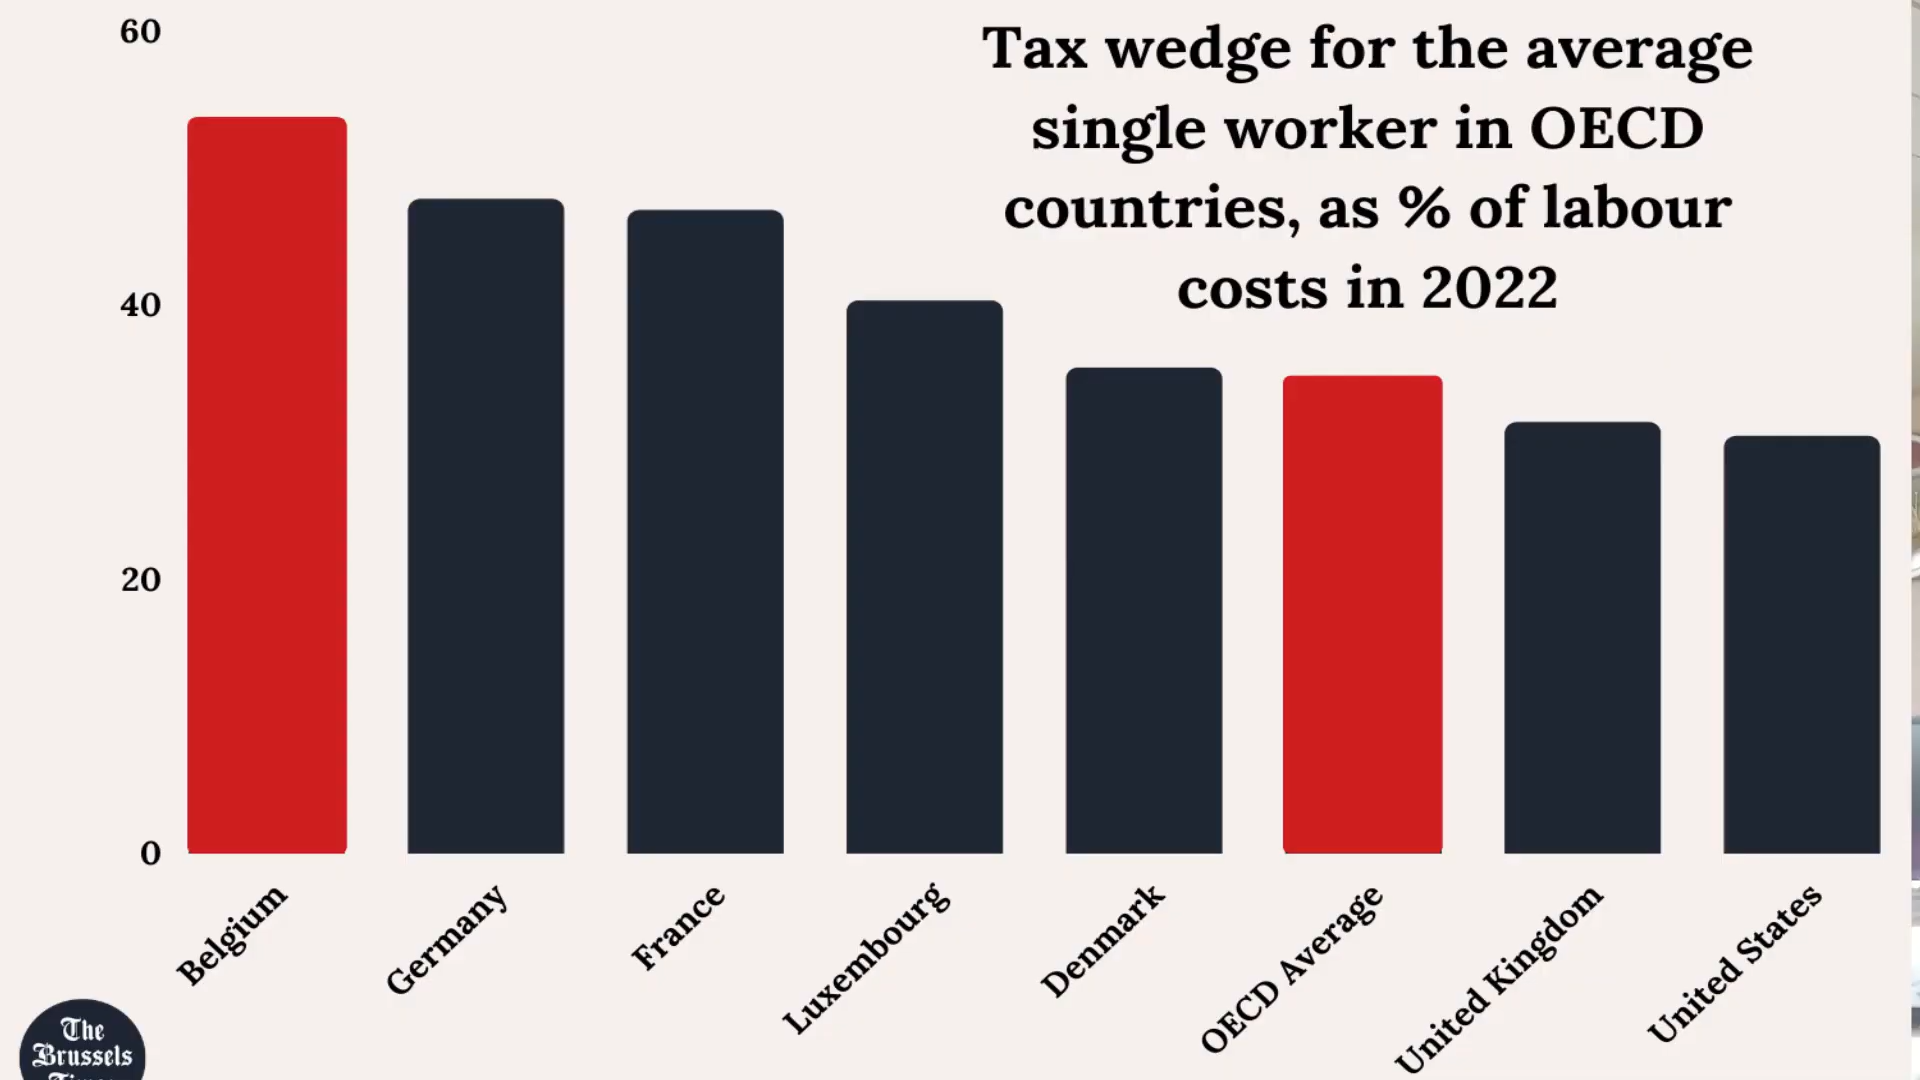 Tax wedge for the average
single worker in OECD
countries, as % of labour
costs in 2022
60
40
20
0
Belgium
Germany
France
Luxembourg
Denmark
OECD Average
United Kingdom
United States
The
Brussels